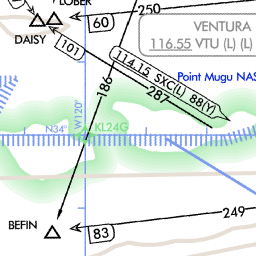 LOBER
60
250
VENTURA
116.55 VTU (L) (L)
DAISY
101
114.15 SXC(L) 88(Y)
Point Mugu NAS
186
287
W120°
N34°
KL24G
BEFIN
83
249